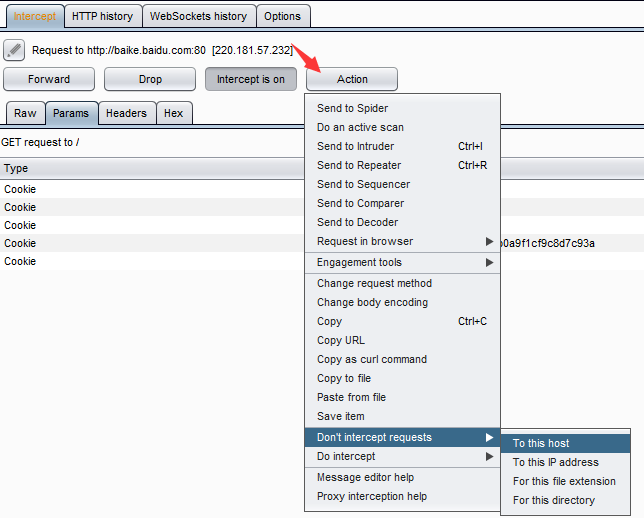 Intercept HTTP history WebSockets history Options
Request to http://baike.baidu.com:80 [220.181.57.232]
Forward Drop Intercept is on Action
Raw Params Headers Hex
GET request to /
Type
Cookie
Cookie
Cookie
Cookie
Cookie
0a9f1cf9c8d7c93a
Send to Spider
Do an active scan
Send to Intruder Ctrl+I
Send to Repeater Ctrl+R
Send to Sequencer
Send to Comparer
Send to Decoder
Request in browser
Engagement tools
Change request method
Change body encoding
Copy Ctrl+C
Copy URL
Copy as curl command
Copy to file
Paste from file
Save item
Don't intercept requests
Do intercept
Message editor help
Proxy interception help
To this host
To this IP address
For this file extension
For this directory